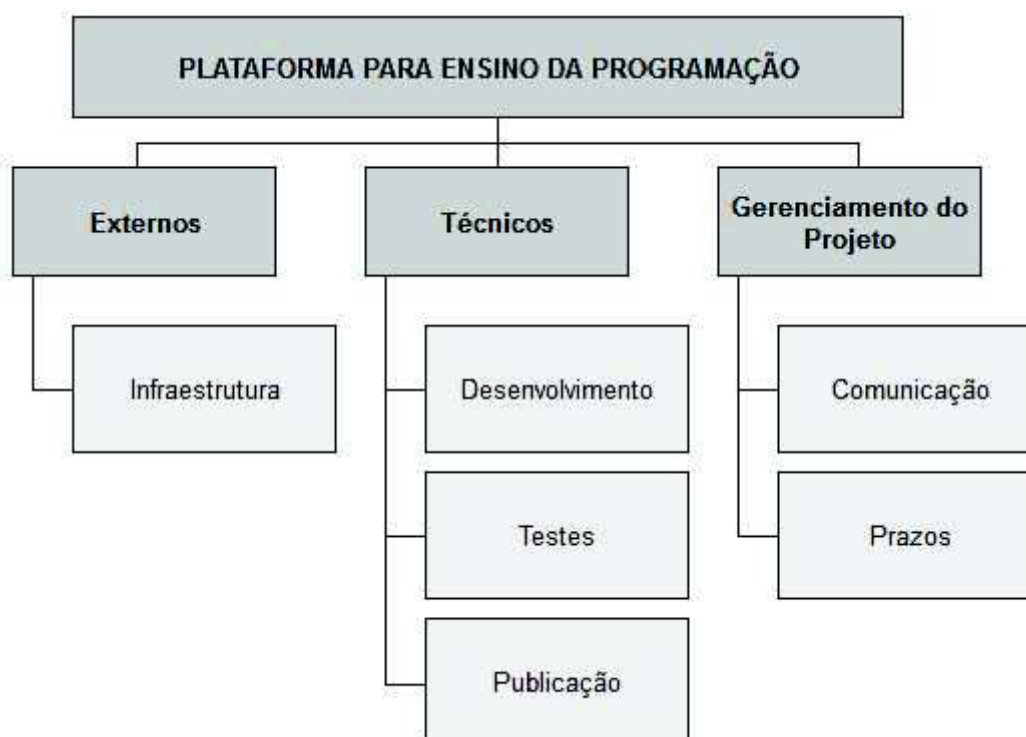 PLATAFORMA PARA ENSINO DA PROGRAMAÇÃO
Externos
Técnicos
Gerenciamento do
Projeto
Infraestrutura
Desenvolvimento
Comunicação
Testes
Prazos
Publicação